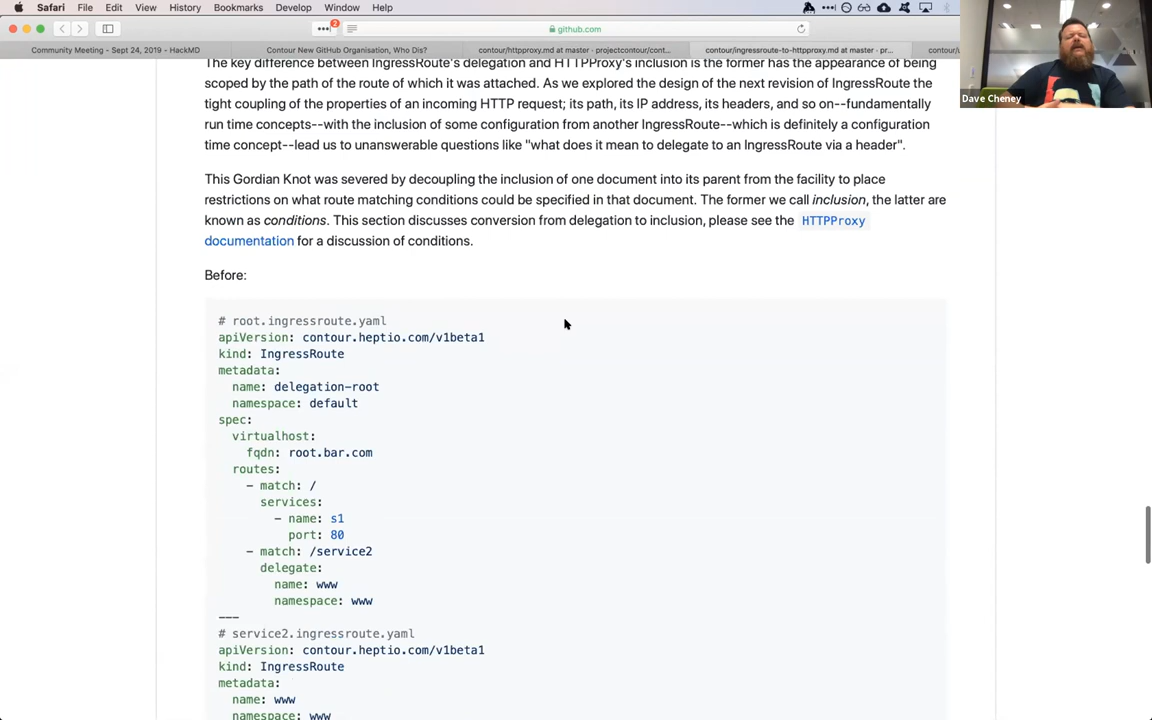 Safari File Edit View History Bookmarks Develop Window Help
2
github.com
Community Meeting - Sept 24, 2019 - HackMD
Contour New GitHub Organisation, Who Dis?
contour/httpproxy.md at master · projectcontour/cont...
contour/ingressroute-to-httpproxy.md at master · pr...
contour/u
Dave Cheney
The key difference between IngressRoute's delegation and HTTPProxy's inclusion is the former has the appearance of being
scoped by the path of the route of which it was attached. As we explored the design of the next revision of IngressRoute the
tight coupling of the properties of an incoming HTTP request; its path, its IP address, its headers, and so on--fundamentally
run time concepts--with the inclusion of some configuration from another IngressRoute--which is definitely a configuration
time concept--lead us to unanswerable questions like "what does it mean to delegate to an IngressRoute via a header".
This Gordian Knot was severed by decoupling the inclusion of one document into its parent from the facility to place
restrictions on what route matching conditions could be specified in that document. The former we call inclusion, the latter are
known as conditions. This section discusses conversion from delegation to inclusion, please see the HTTPProxy
documentation for a discussion of conditions.
Before:
# root.ingressroute.yaml
apiVersion: contour.heptio.com/v1beta1
kind: IngressRoute
metadata:
  name: delegation-root
  namespace: default
spec:
  virtualhost:
    fqdn: root.bar.com
  routes:
    - match: /
      services:
        - name: s1
          port: 80
    - match: /service2
      delegate:
        name: www
        namespace: www
---
# service2.ingressroute.yaml
apiVersion: contour.heptio.com/v1beta1
kind: IngressRoute
metadata:
  name: www
  namespace: www